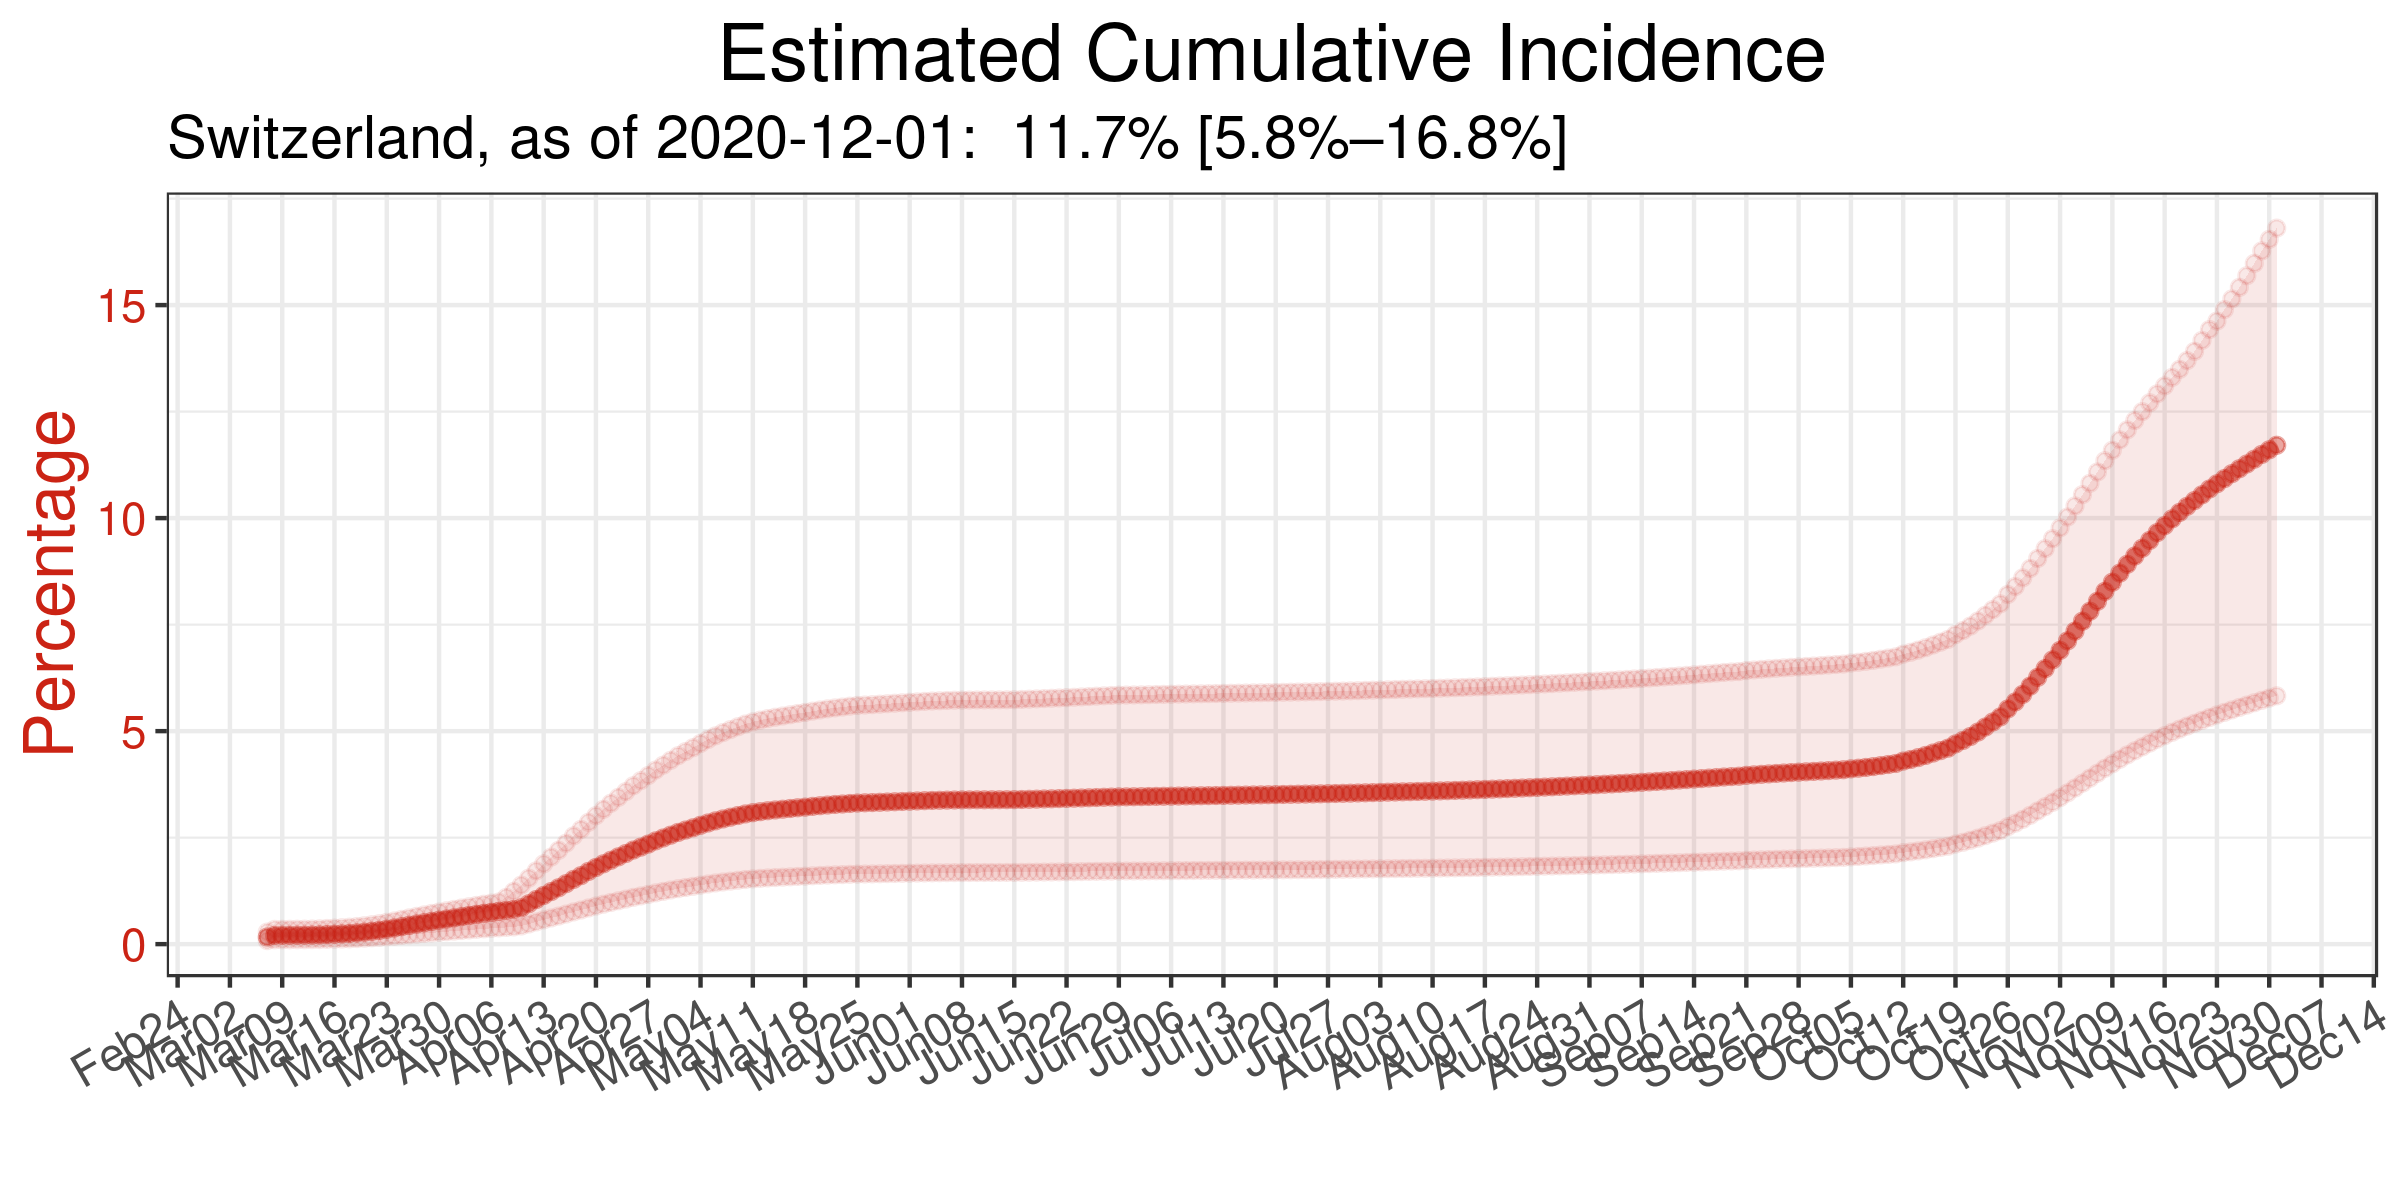 Estimated Cumulative Incidence
Switzerland, as of 2020-12-01:  11.7% [5.8%–16.8%]
Percentage
15
10
5
0
Feb24
Mar02
Mar09
Mar16
Mar23
Mar30
Apr06
Apr13
Apr20
Apr27
May04
May11
May18
May25
Jun01
Jun08
Jun15
Jun22
Jun29
Jul06
Jul13
Jul20
Jul27
Aug03
Aug10
Aug17
Aug24
Aug31
Sep07
Sep14
Sep21
Sep28
Oct05
Oct12
Oct19
Oct26
Nov02
Nov09
Nov16
Nov23
Nov30
Dec07
Dec14